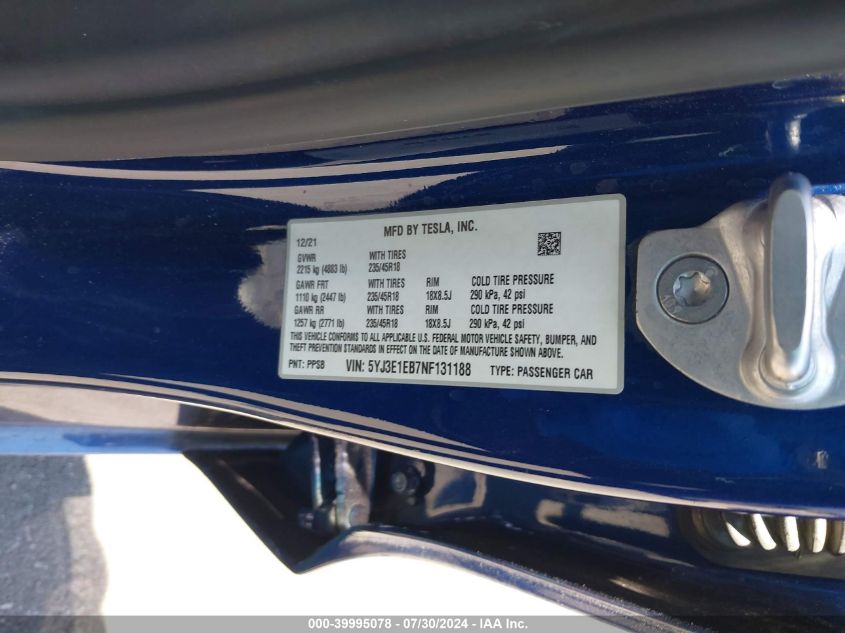 MFD BY TESLA, INC.
12/21
GVWR WITH TIRES
2215 kg (4883 lb) 235/45R18
GAWR FRT WITH TIRES RIM COLD TIRE PRESSURE
1110 kg (2447 lb) 235/45R18 18X8.5J 290 kPa, 42 psi
GAWR RR WITH TIRES RIM COLD TIRE PRESSURE
1257 kg (2771 lb) 235/45R18 18X8.5J 290 kPa, 42 psi
THIS VEHICLE CONFORMS TO ALL APPLICABLE U.S. FEDERAL MOTOR VEHICLE SAFETY, BUMPER, AND
THEFT PREVENTION STANDARDS IN EFFECT ON THE DATE OF MANUFACTURE SHOWN ABOVE.
PNT: PPSB VIN: 5YJ3E1EB7NF131188 TYPE: PASSENGER CAR
000-39995078 - 07/30/2024 - IAA Inc.